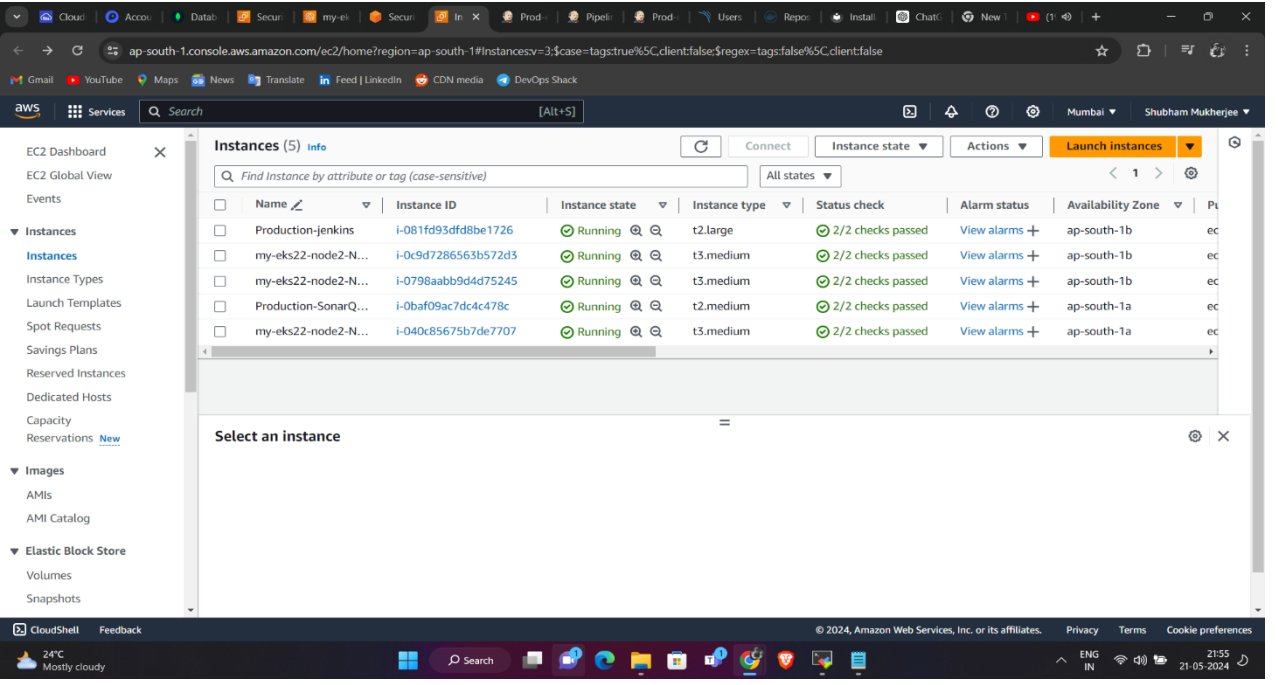 Cloud Accou Datab Securi my-ek Securi In Prod-c Pipelin Prod-c Users Repos Install ChatG New T (1
ap-south-1.console.aws.amazon.com/ec2/home?region=ap-south-1#Instances:v=3;$case=tags:true%5C,client:false;$regex=tags:false%5C,client:false
Gmail YouTube Maps News Translate Feed | LinkedIn CDN media DevOps Shack
aws Services Search [Alt+S] Mumbai Shubham Mukherjee
EC2 Dashboard
EC2 Global View
Events
Instances
Instances
Instance Types
Launch Templates
Spot Requests
Savings Plans
Reserved Instances
Dedicated Hosts
Capacity
Reservations New
Images
AMIs
AMI Catalog
Elastic Block Store
Volumes
Snapshots
Instances (5) Info Connect Instance state Actions Launch instances
Find Instance by attribute or tag (case-sensitive) All states 1
Name Instance ID Instance state Instance type Status check Alarm status Availability Zone Pu
Production-jenkins i-081fd93dfd8be1726 Running t2.large 2/2 checks passed View alarms + ap-south-1b ec
my-eks22-node2-N... i-0c9d7286563b572d3 Running t3.medium 2/2 checks passed View alarms + ap-south-1b ec
my-eks22-node2-N... i-0798aabb9d4d75245 Running t3.medium 2/2 checks passed View alarms + ap-south-1b ec
Production-SonarQ... i-0baf09ac7dc4c478c Running t2.medium 2/2 checks passed View alarms + ap-south-1a ec
my-eks22-node2-N... i-040c85675b7de7707 Running t3.medium 2/2 checks passed View alarms + ap-south-1a ec
Select an instance
CloudShell Feedback © 2024, Amazon Web Services, Inc. or its affiliates. Privacy Terms Cookie preferences
24°C
Mostly cloudy
Search
ENG
IN
21:55
21-05-2024